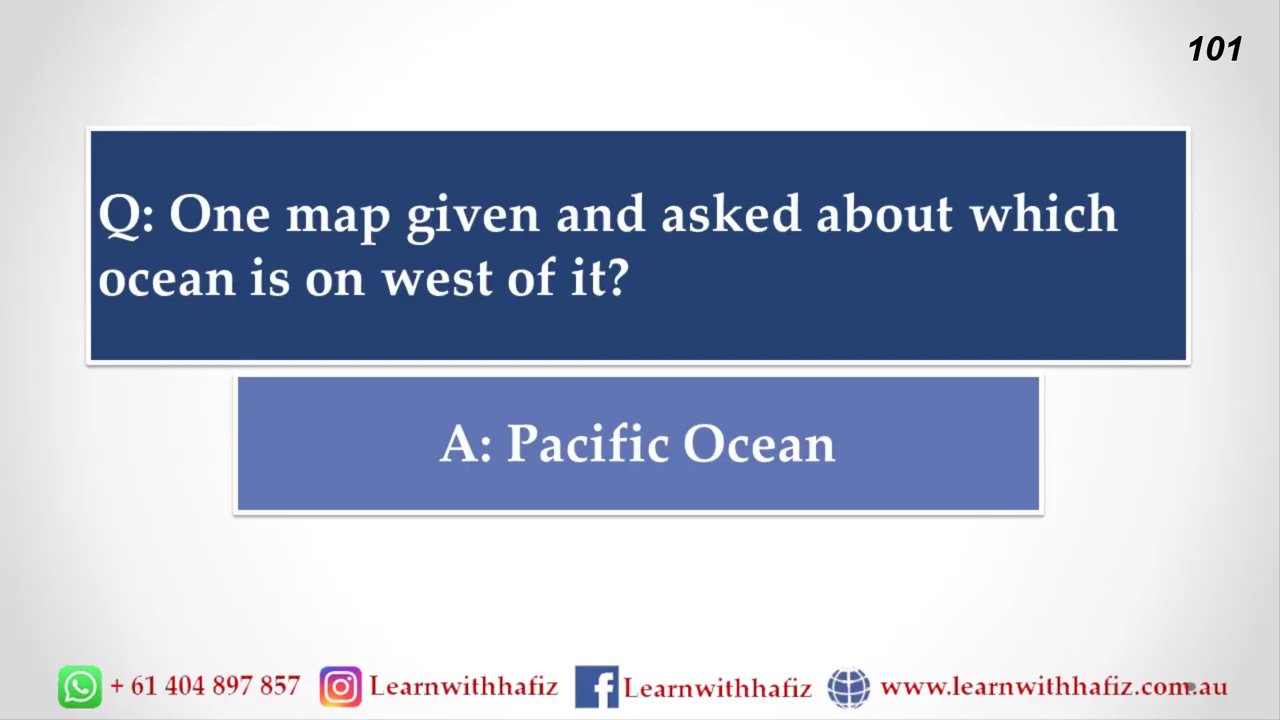 101
Q: One map given and asked about which
ocean is on west of it?
A: Pacific Ocean
+ 61 404 897 857 Learnwithhafiz Learnwithhafiz www.learnwithhafiz.com.au